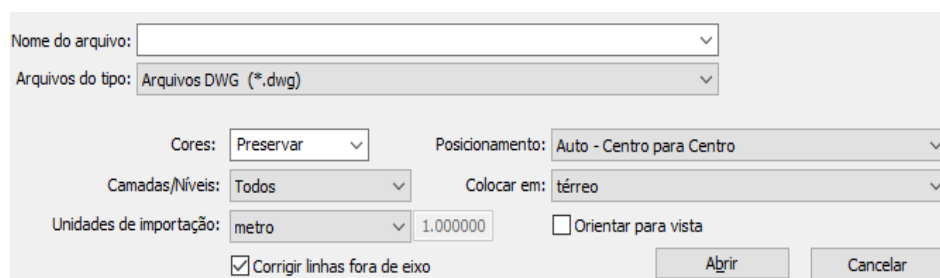 Nome do arquivo:
Arquivos do tipo: Arquivos DWG (*.dwg)
Cores: Preservar Posicionamento: Auto - Centro para Centro
Camadas/Níveis: Todos Colocar em: térreo
Unidades de importação: metro 1.000000 Orientar para vista
Corrigir linhas fora de eixo Abrir Cancelar